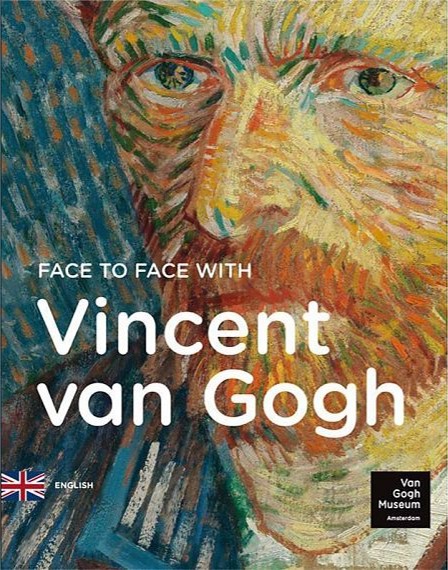 FACE TO FACE WITH
Vincent
van Gogh
ENGLISH
Van
Gogh
Museum
Amsterdam